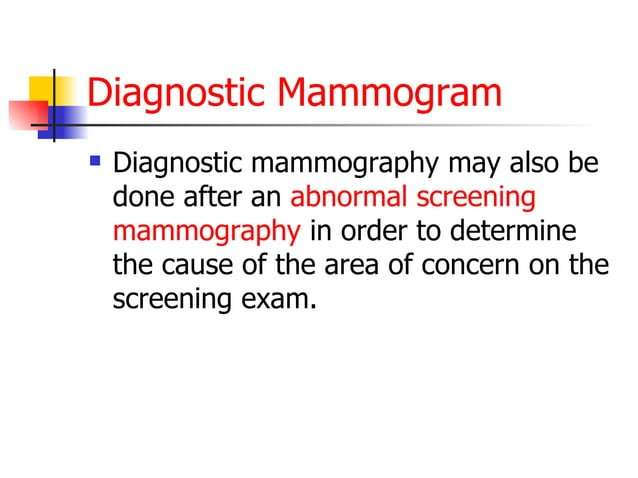 Diagnostic Mammogram
Diagnostic mammography may also be
done after an abnormal screening
mammography in order to determine
the cause of the area of concern on the
screening exam.